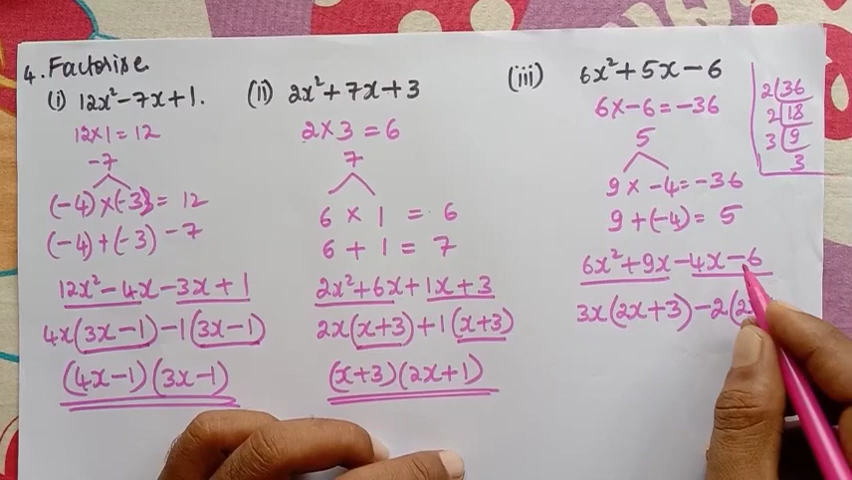 4. Factorise
(i) 12x² - 7x + 1.
12 x 1 = 12
-7
(-4) x (-3) = 12
(-4) + (-3) - 7
12x² - 4x - 3x + 1
4x(3x - 1) - 1(3x - 1)
(4x - 1)(3x - 1)
(ii) 2x² + 7x + 3
2 x 3 = 6
7
6 x 1 = 6
6 + 1 = 7
2x² + 6x + 1x + 3
2x(x + 3) + 1(x + 3)
(x + 3)(2x + 1)
(iii) 6x² + 5x - 6
6 x -6 = -36
5
9 x -4 = -36
9 + (-4) = 5
6x² + 9x - 4x - 6
3x(2x + 3) - 2(2x
2 36
2 18
3 9
3